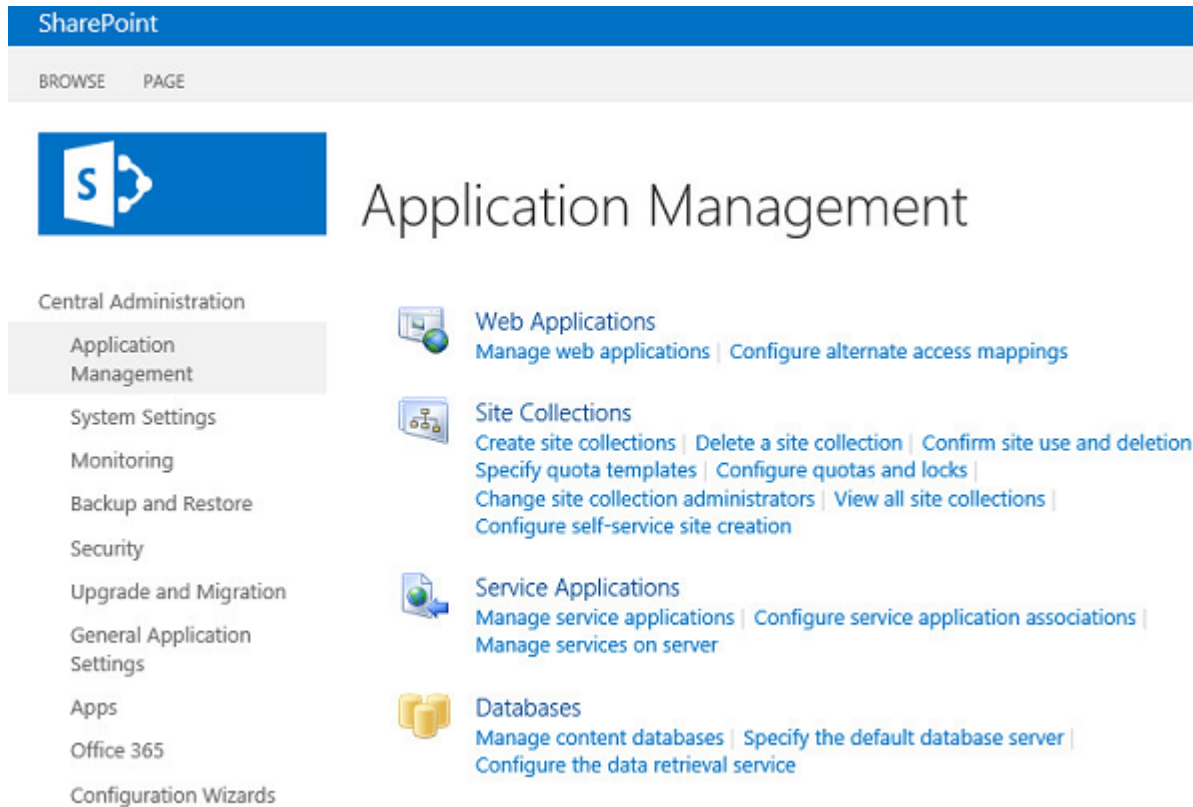 SharePoint
BROWSE PAGE
S
Application Management
Central Administration
Application
Management
System Settings
Monitoring
Backup and Restore
Security
Upgrade and Migration
General Application
Settings
Apps
Office 365
Configuration Wizards
Web Applications
Manage web applications | Configure alternate access mappings
Site Collections
Create site collections | Delete a site collection | Confirm site use and deletion
Specify quota templates | Configure quotas and locks |
Change site collection administrators | View all site collections |
Configure self-service site creation
Service Applications
Manage service applications | Configure service application associations |
Manage services on server
Databases
Manage content databases | Specify the default database server |
Configure the data retrieval service